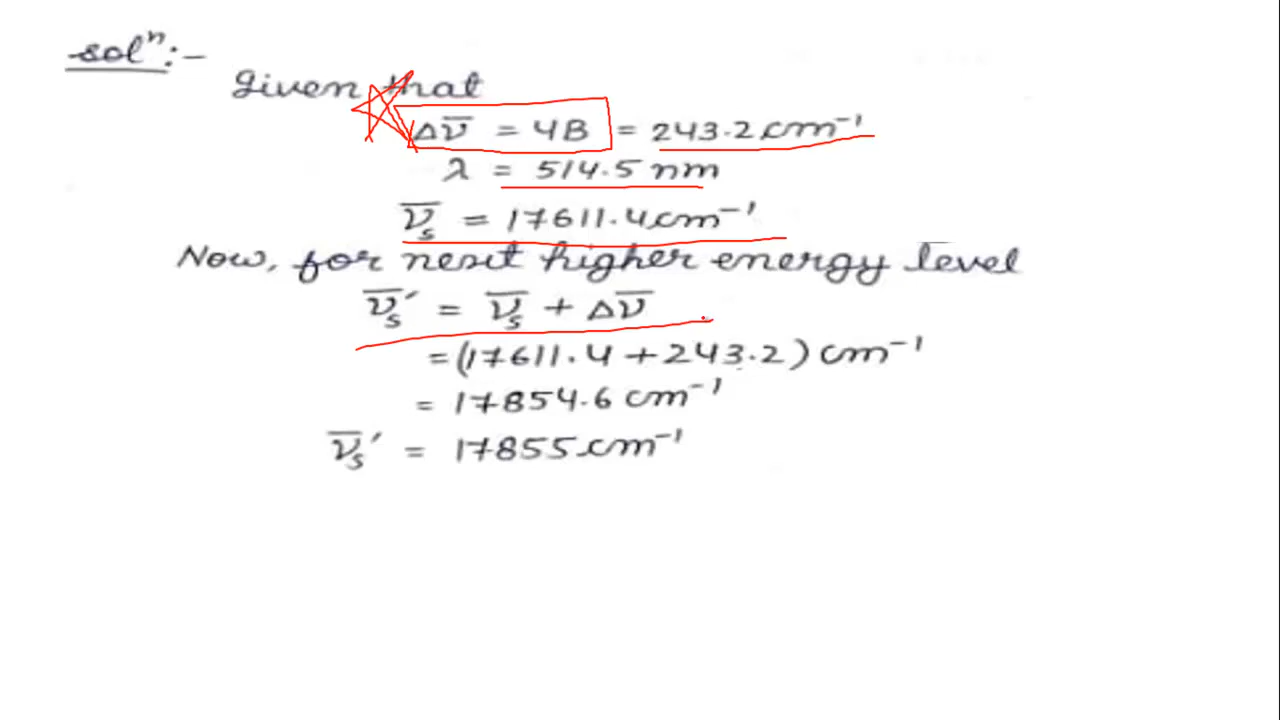 solⁿ:-
Given that
Δν̅ = 4B = 243.2 cm⁻¹
λ = 514.5 nm
ν̅ₛ = 17611.4 cm⁻¹
Now, for next higher energy level
ν̅ₛ′ = ν̅ₛ + Δν̅
= (17611.4 + 243.2) cm⁻¹
= 17854.6 cm⁻¹
ν̅ₛ′ = 17855 cm⁻¹